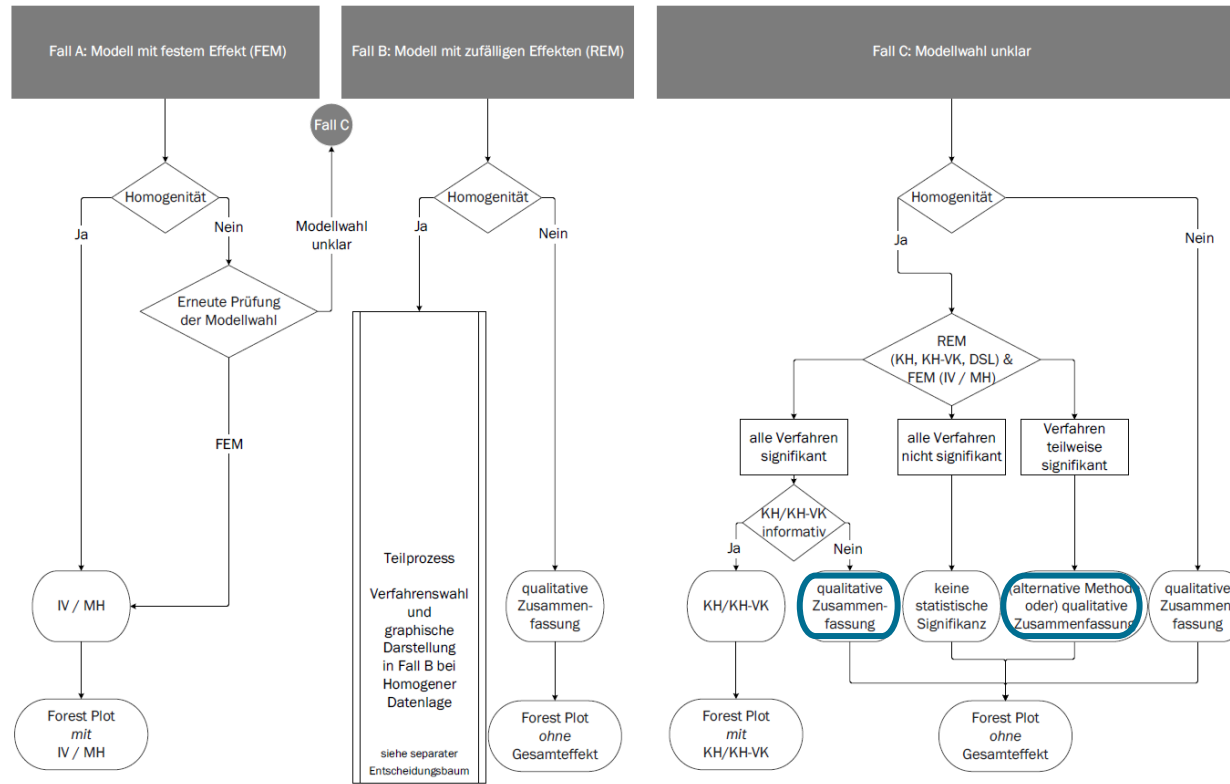 Fall A: Modell mit festem Effekt (FEM)
Fall C
Homogenität
Ja
Nein
Modellwahl
unklar
Erneute Prüfung
der Modellwahl
FEM
IV / MH
Forest Plot
mit
IV / MH
Fall B: Modell mit zufälligen Effekten (REM)
Homogenität
Ja
Nein
Teilprozess
Verfahrenswahl
und
graphische
Darstellung
in Fall B bei
Homogener
Datenlage
siehe separater
Entscheidungsbaum
qualitative
Zusammen-
fassung
Forest Plot
ohne
Gesamteffekt
Fall C: Modellwahl unklar
Homogenität
Ja
Nein
REM
(KH, KH-VK, DSL) &
FEM (IV / MH)
alle Verfahren
signifikant
alle Verfahren
nicht signifikant
Verfahren
teilweise
signifikant
KH/KH-VK
informativ
Ja
Nein
KH/KH-VK
qualitative
Zusammen-
fassung
keine
statistische
Signifikanz
(alternative Methode
oder) qualitative
Zusammenfassung
qualitative
Zusammen
fassung
Forest Plot
mit
KH/KH-VK
Forest Plot
ohne
Gesamteffekt